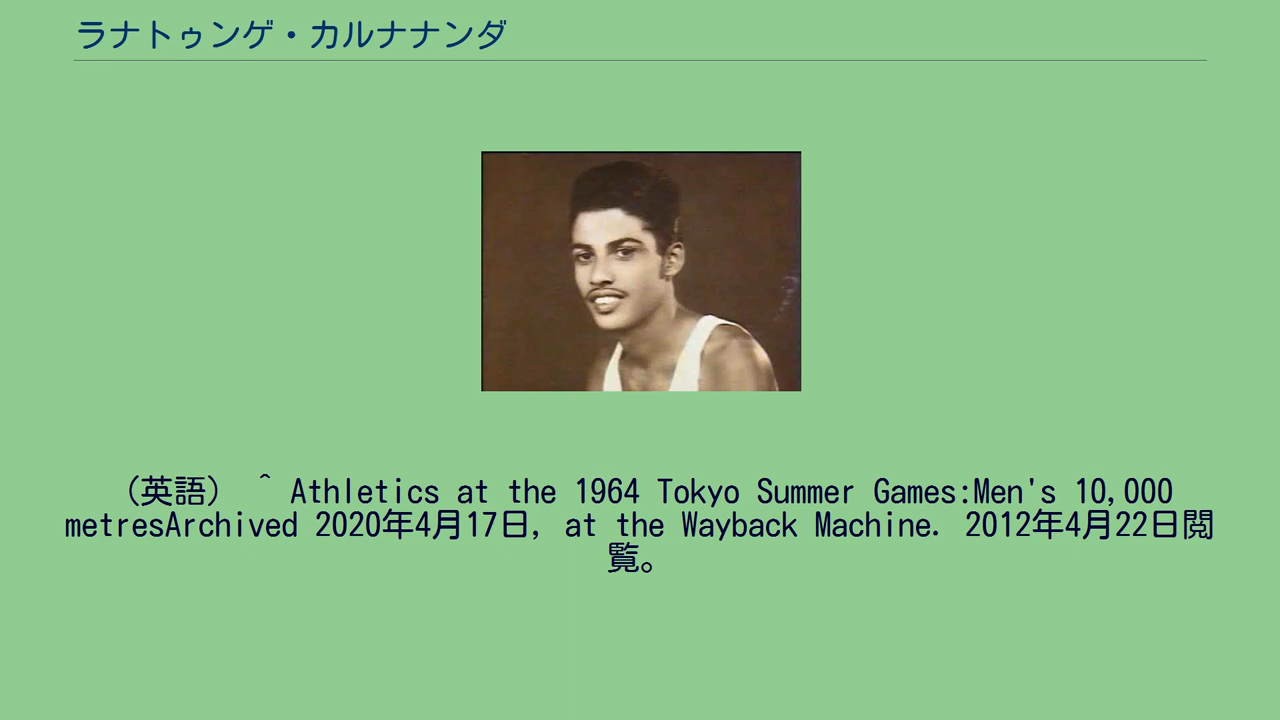 ラナトゥンゲ・カルナナンダ
（英語） ^ Athletics at the 1964 Tokyo Summer Games:Men's 10,000
metresArchived 2020年4月17日, at the Wayback Machine. 2012年4月22日閲
覧。